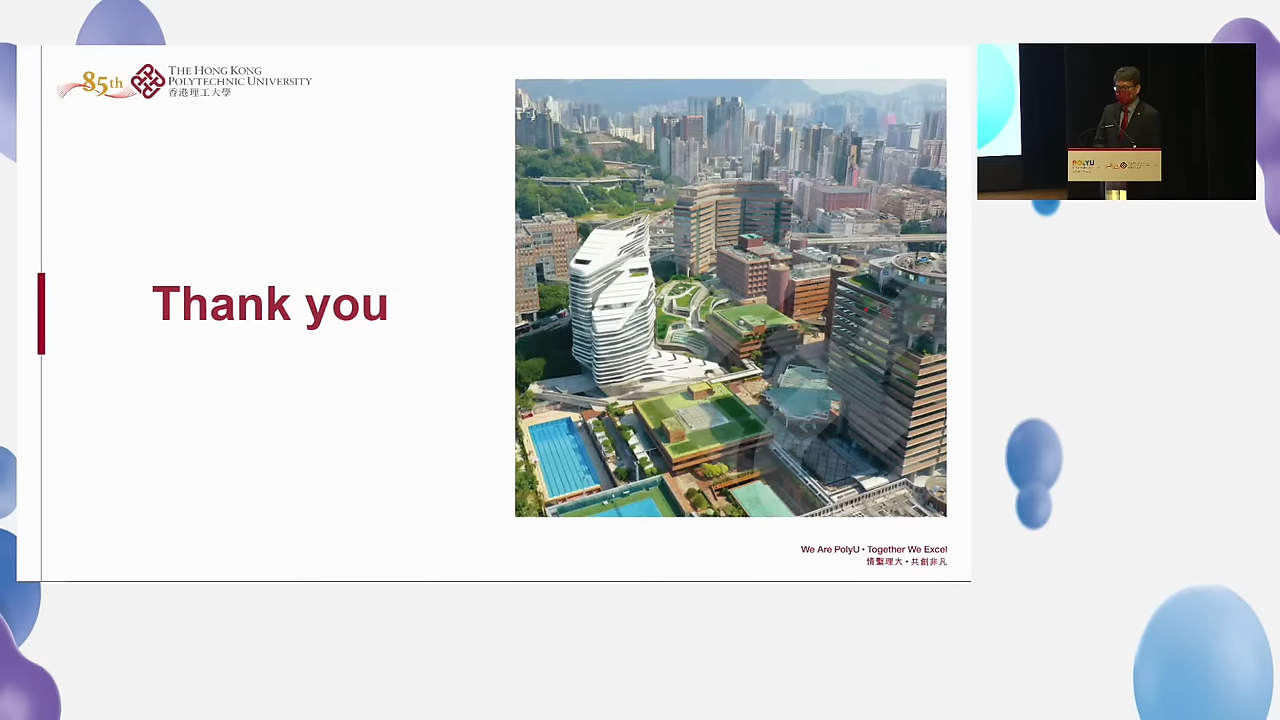 85th
THE HONG KONG
POLYTECHNIC UNIVERSITY
香港理工大學
Thank you
We Are PolyU • Together We Excel
情繫理大 • 共創非凡
POLYU